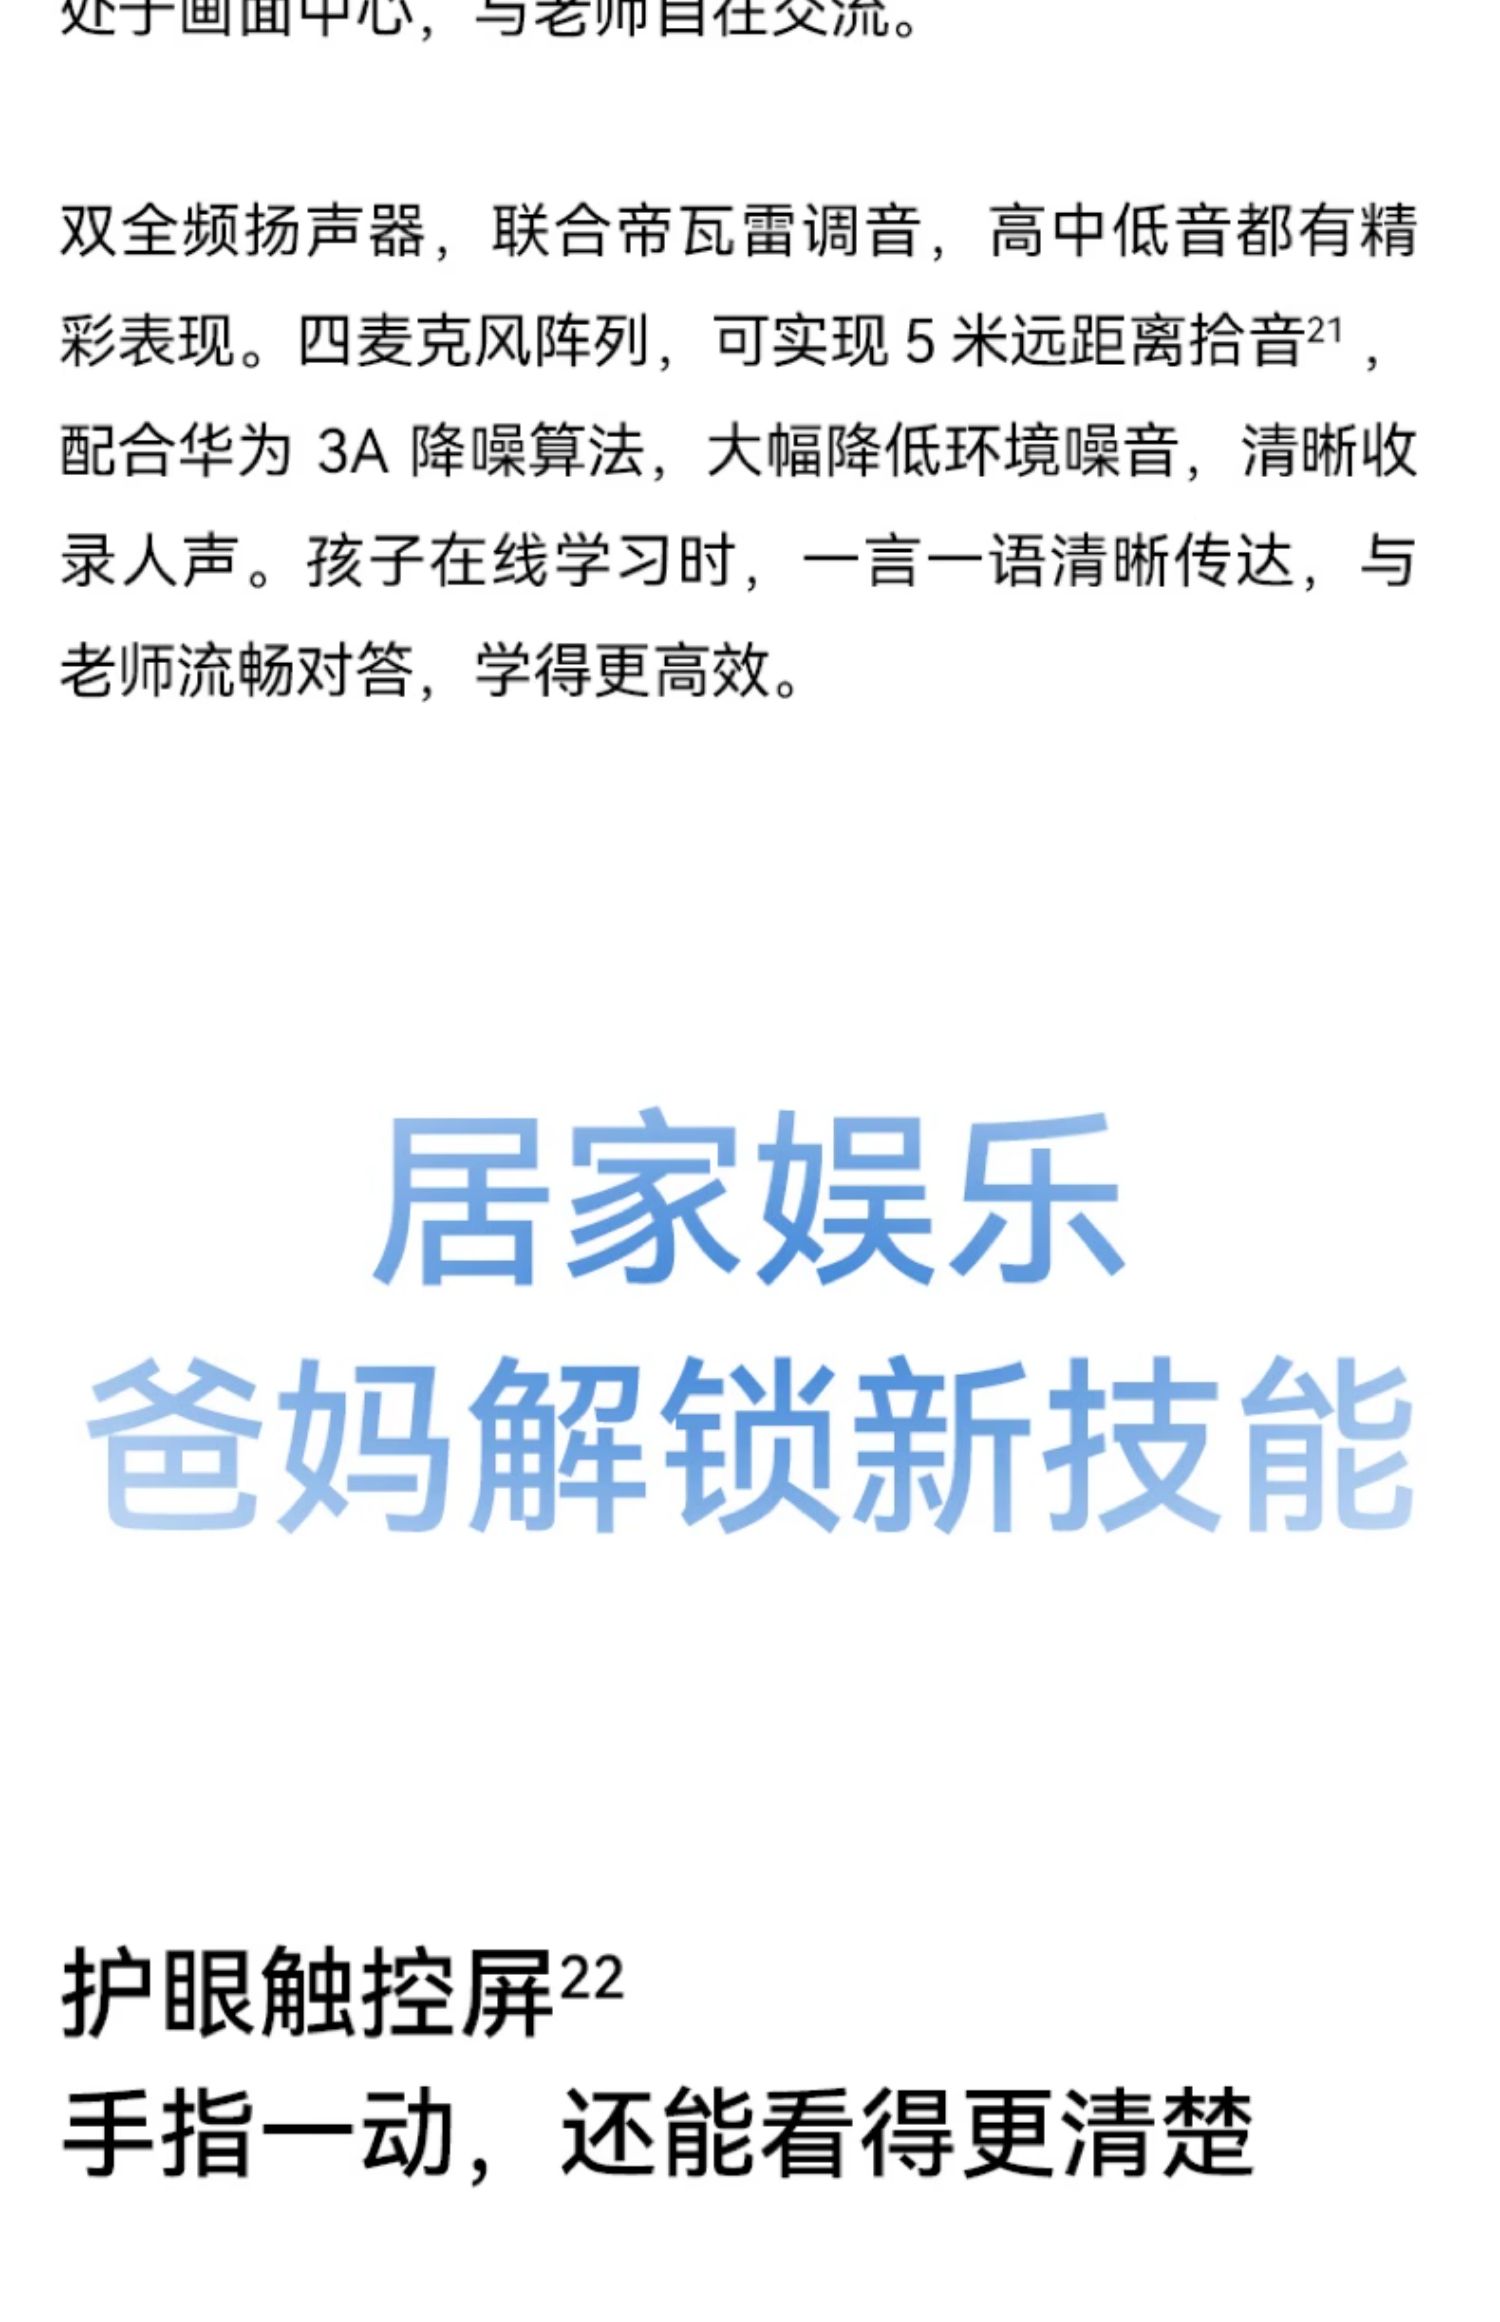 处于画面中心，与老师自在交流。
双全频扬声器，联合帝瓦雷调音，高中低音都有精
彩表现。四麦克风阵列，可实现 5 米远距离拾音21，
配合华为 3A 降噪算法，大幅降低环境噪音，清晰收
录人声。孩子在线学习时，一言一语清晰传达，与
老师流畅对答，学得更高效。
居家娱乐
爸妈解锁新技能
护眼触控屏22
手指一动，还能看得更清楚